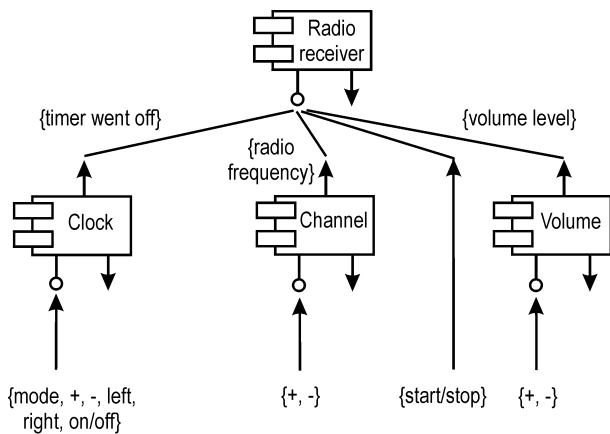 Radio
receiver
{timer went off}
{volume level}
{radio
frequency}
Clock
Channel
Volume
{mode, +, -, left,
right, on/off}
{+, -}
{start/stop}
{+, -}